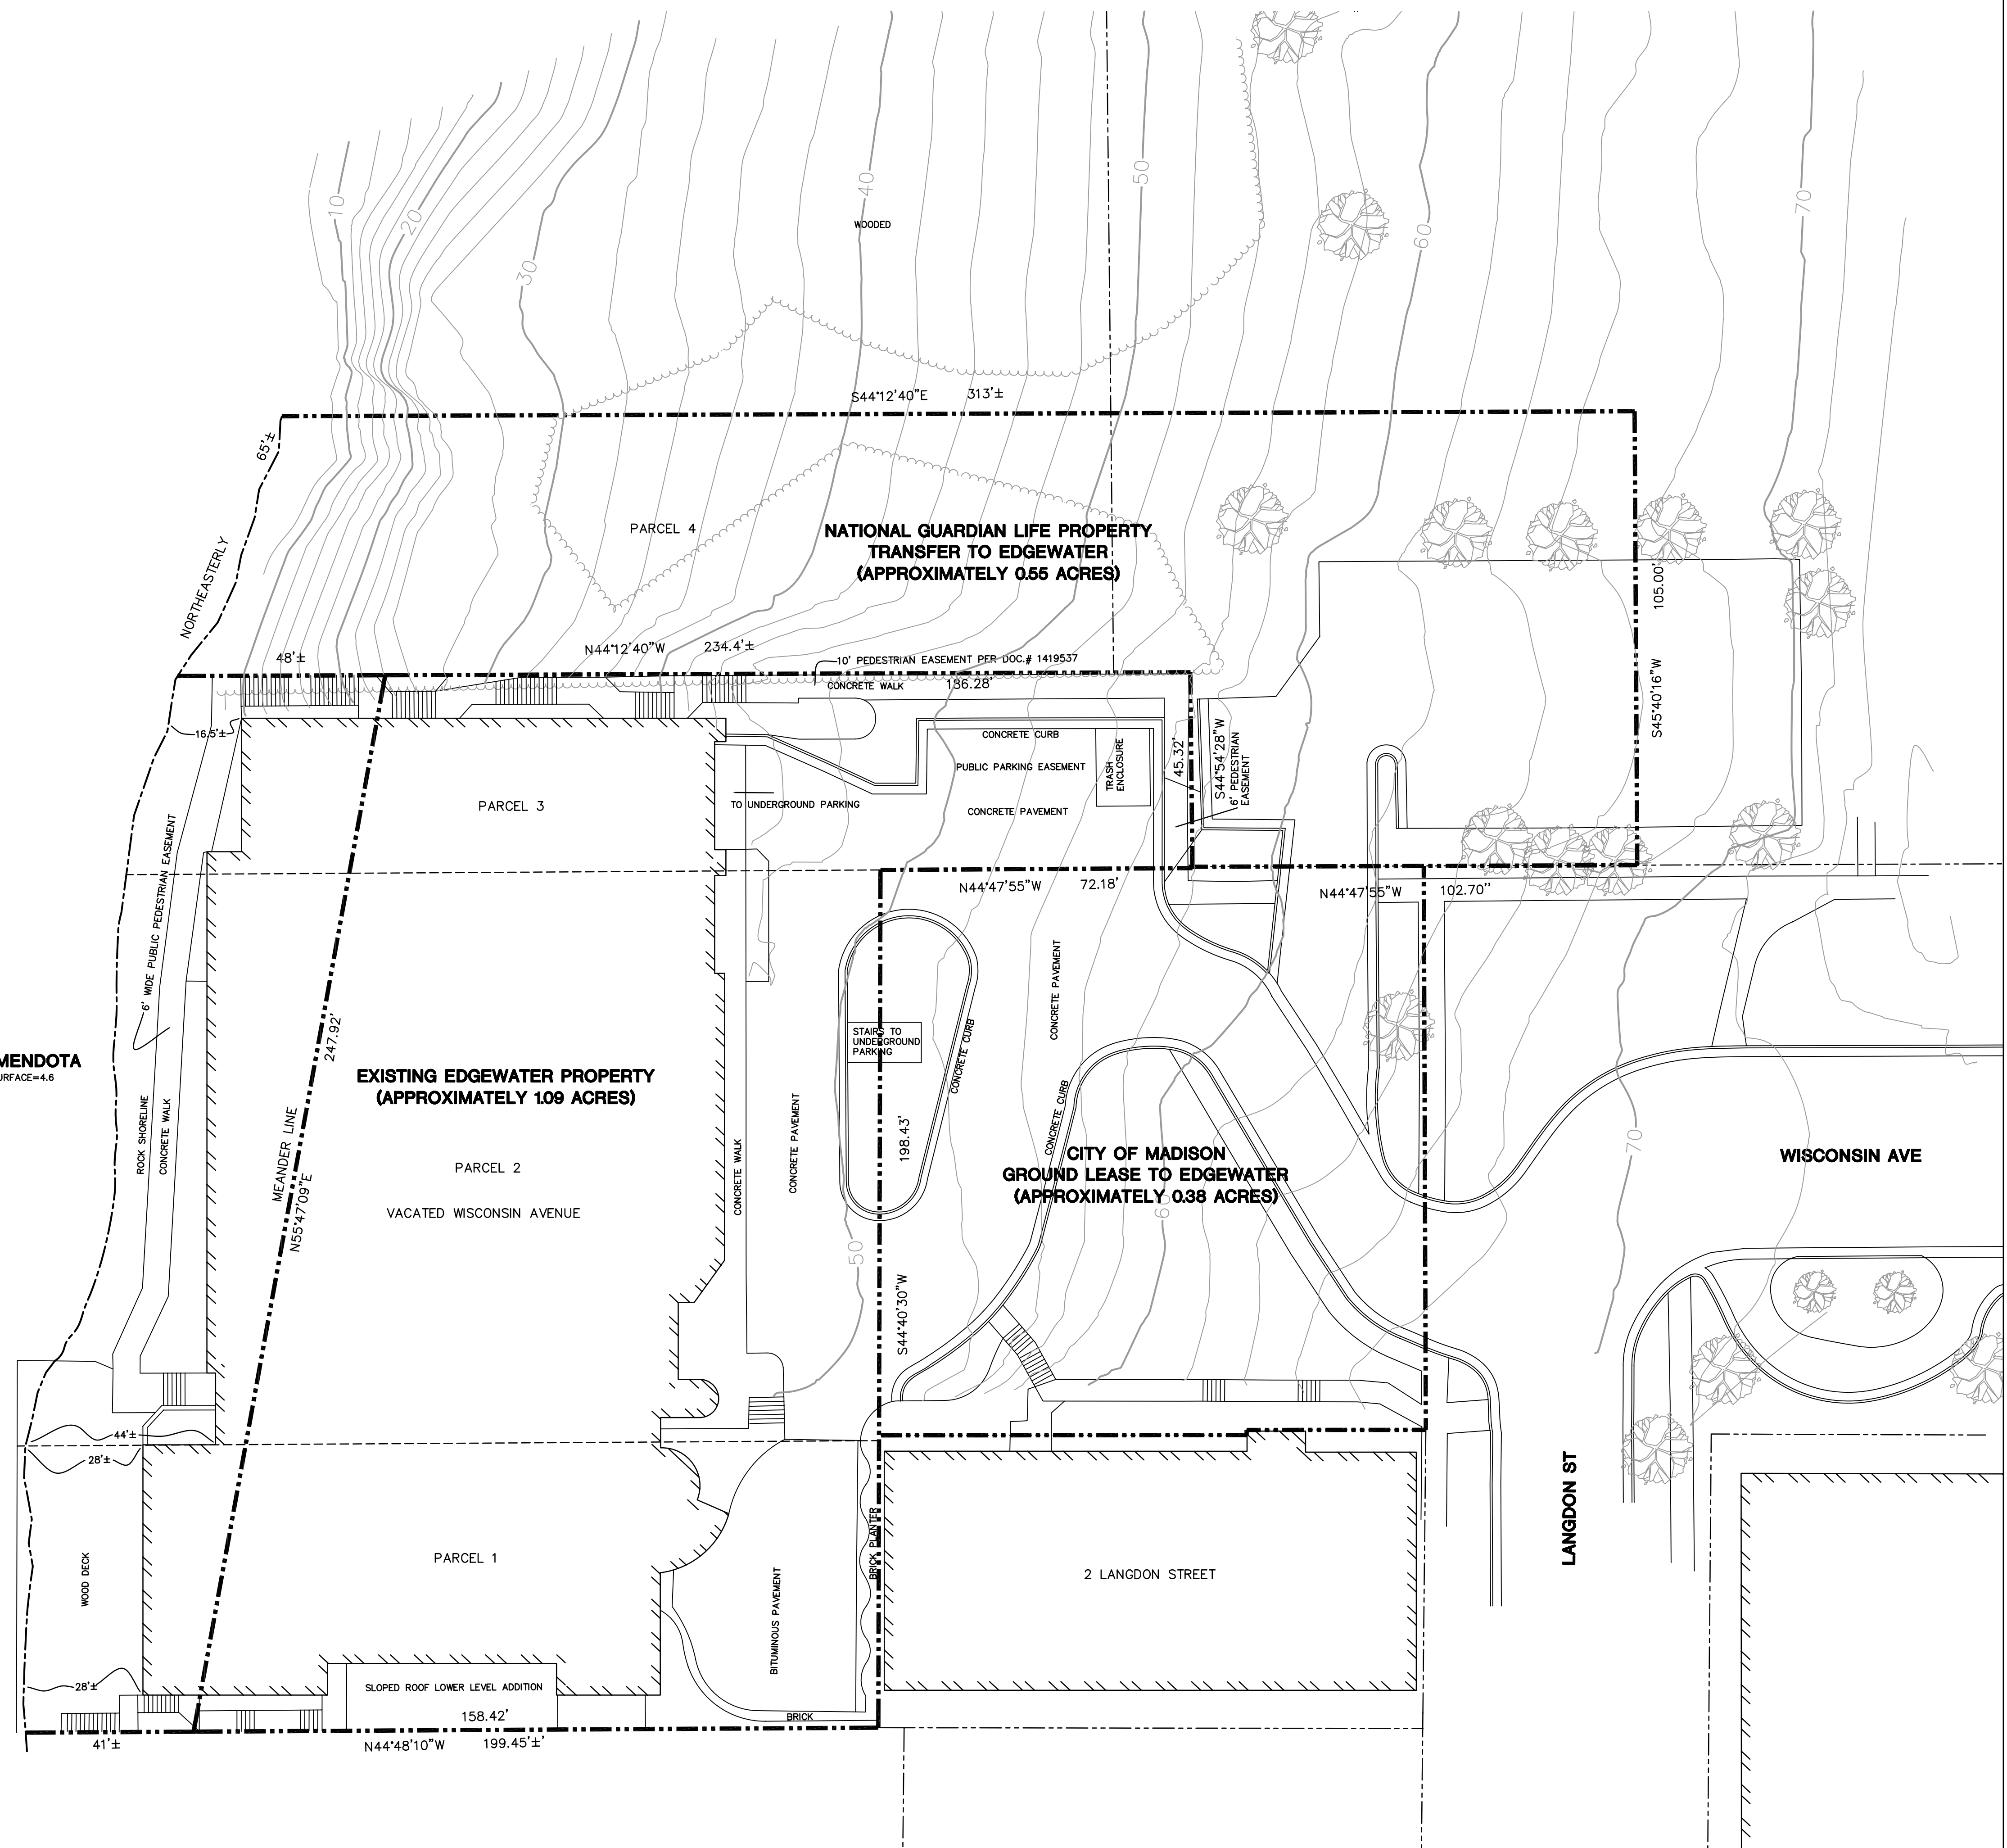 10
20
30
40
50
60
70
WOODED
S44°12'40"E 313'±
65'±
NORTHEASTERLY
PARCEL 4
NATIONAL GUARDIAN LIFE PROPERTY
TRANSFER TO EDGEWATER
(APPROXIMATELY 0.55 ACRES)
105.00'
S45°40'16"W
48'±
N44°12'40"W 234.4'±
10' PEDESTRIAN EASEMENT PER DOC.# 1419537
CONCRETE WALK
136.28'
16.5'±
CONCRETE CURB
PUBLIC PARKING EASEMENT
TRASH
ENCLOSURE
45.32'
S44°54'28"W
6' PEDESTRIAN
EASEMENT
PARCEL 3
TO UNDERGROUND PARKING
CONCRETE PAVEMENT
N44°47'55"W 72.18'
N44°47'55"W 102.70''
6' WIDE PUBLIC PEDESTRIAN EASEMENT
STAIRS TO
UNDERGROUND
PARKING
CONCRETE CURB
CONCRETE PAVEMENT
MENDOTA
URFACE=4.6
247.92'
MEANDER LINE
N55°47'09"E
EXISTING EDGEWATER PROPERTY
(APPROXIMATELY 1.09 ACRES)
ROCK SHORELINE
CONCRETE WALK
PARCEL 2
VACATED WISCONSIN AVENUE
CONCRETE WALK
CONCRETE PAVEMENT
198.43'
S44°40'30"W
50
CONCRETE CURB
CITY OF MADISON
GROUND LEASE TO EDGEWATER
(APPROXIMATELY 0.38 ACRES)
70
WISCONSIN AVE
44'±
28'±
WOOD DECK
PARCEL 1
BITUMINOUS PAVEMENT
BRICK PLANTER
2 LANGDON STREET
LANGDON ST
28'±
SLOPED ROOF LOWER LEVEL ADDITION
158.42'
BRICK
41'±
N44°48'10"W 199.45'±'